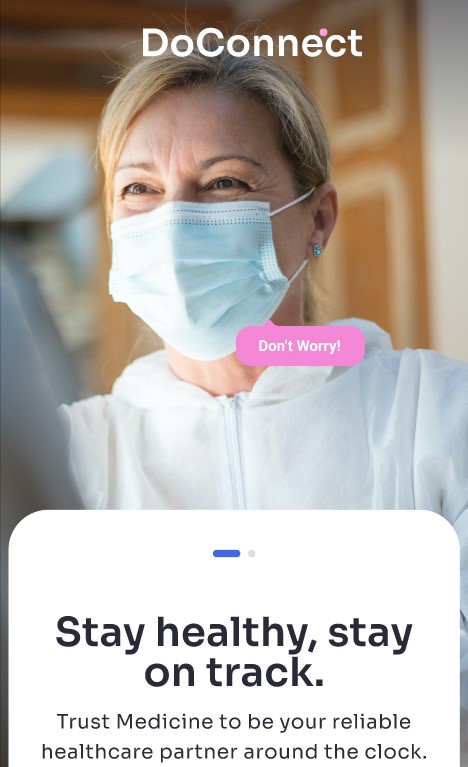 DoConnect
Don't Worry!
Stay healthy, stay
on track.
Trust Medicine to be your reliable
healthcare partner around the clock.